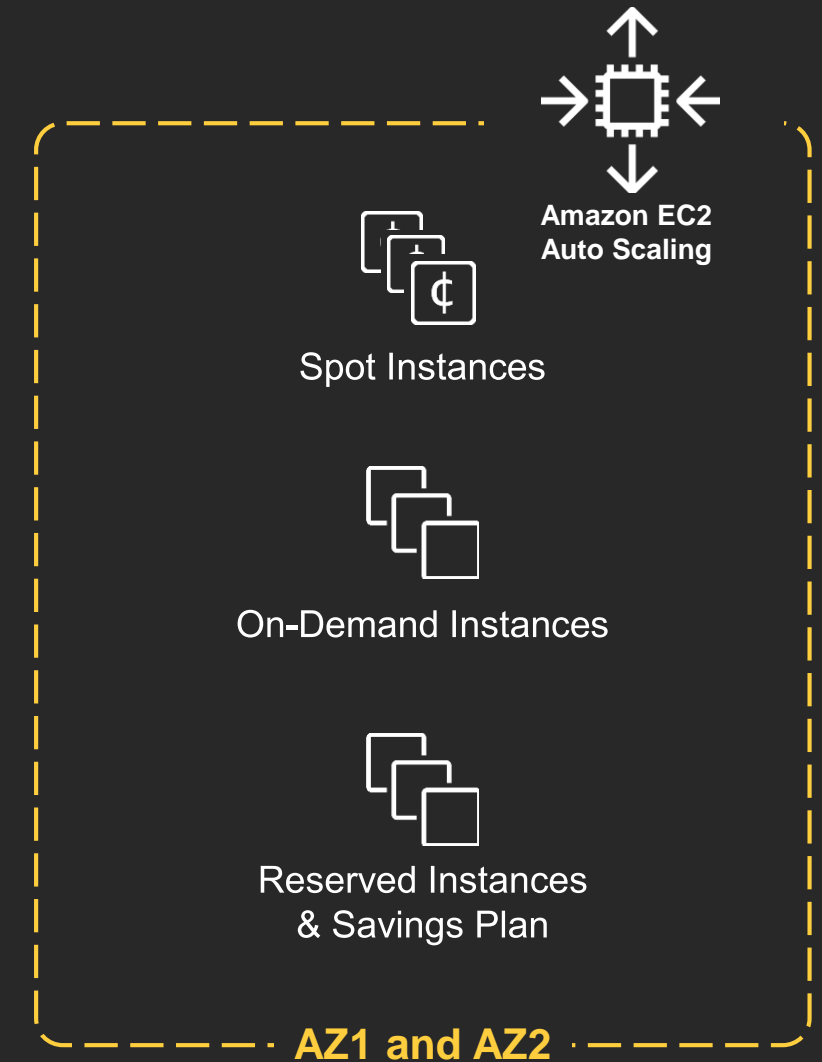 Amazon EC2
Auto Scaling
¢
Spot Instances
On-Demand Instances
Reserved Instances
& Savings Plan
AZ1 and AZ2